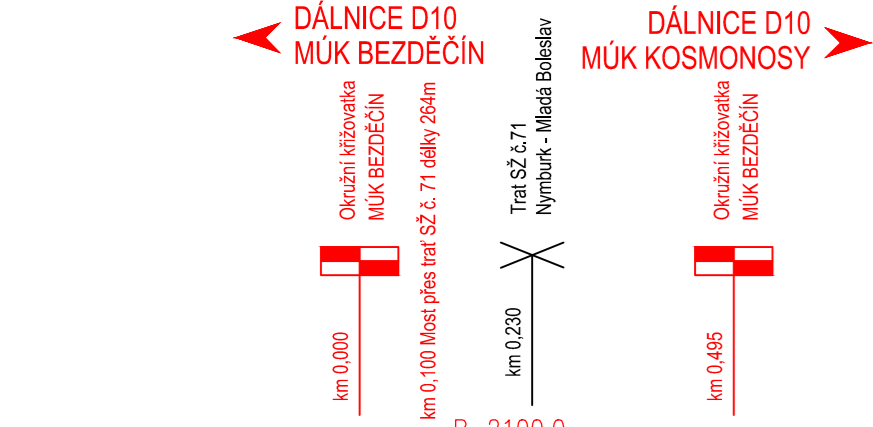 DÁLNICE D10
MÚK BEZDĚČÍN
DÁLNICE D10
MÚK KOSMONOSY
Okružní křižovatka
MÚK BEZDĚČÍN
km 0,000
km 0,100 Most přes trať SŽ č. 71 délky 264m
Trat SŽ č.71
Nymburk - Mladá Boleslav
km 0,230
Okružní křižovatka
MÚK BEZDĚČÍN
km 0,495